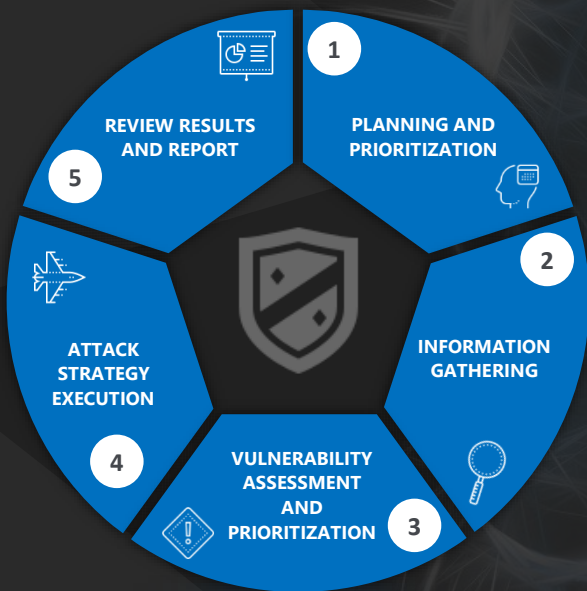 1
PLANNING AND
PRIORITIZATION
2
INFORMATION
GATHERING
3
VULNERABILITY
ASSESSMENT
AND
PRIORITIZATION
4
ATTACK
STRATEGY
EXECUTION
5
REVIEW RESULTS
AND REPORT